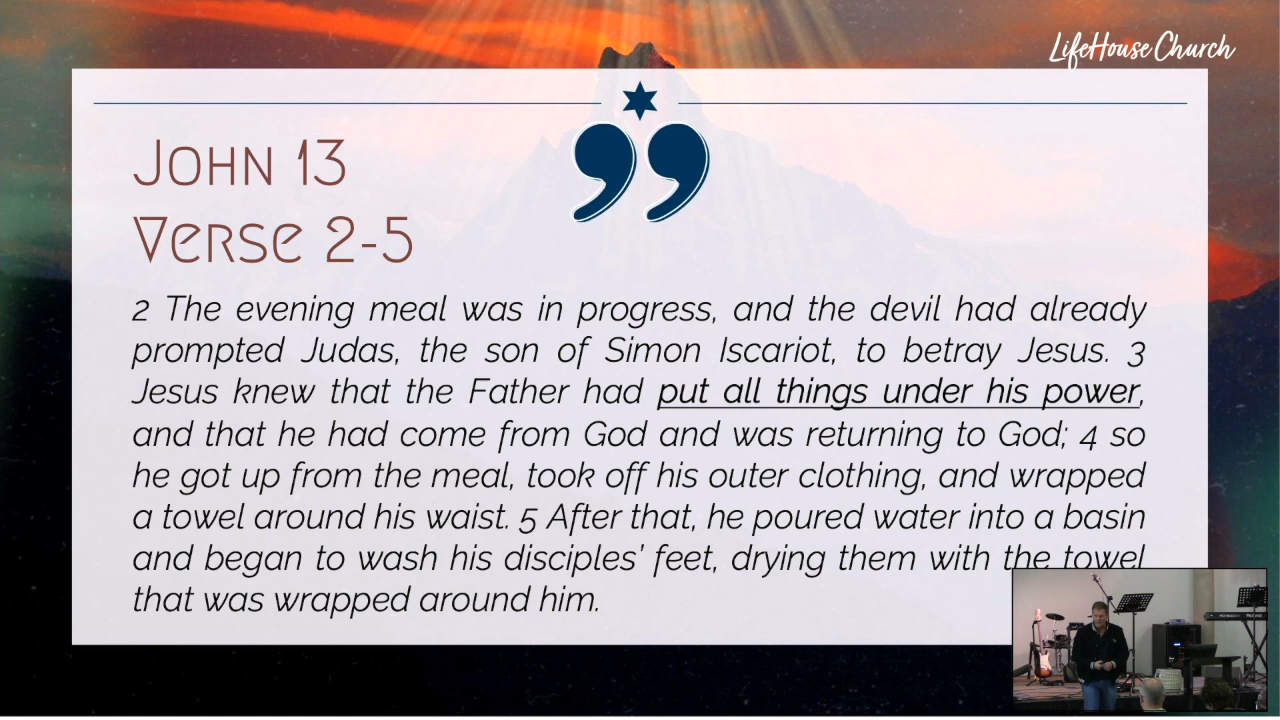 LifeHouse Church
John 13
Verse 2-5
2 The evening meal was in progress, and the devil had already
prompted Judas, the son of Simon Iscariot, to betray Jesus. 3
Jesus knew that the Father had put all things under his power,
and that he had come from God and was returning to God; 4 so
he got up from the meal, took off his outer clothing, and wrapped
a towel around his waist. 5 After that, he poured water into a basin
and began to wash his disciples’ feet, drying them with the towel
that was wrapped around him.